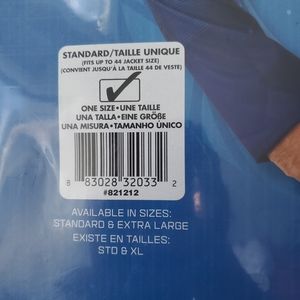 STANDARD/TAILLE UNIQUE
(FITS UP TO 44 JACKET SIZE)
(CONVIENT JUSQU'À LA TAILLE 44 DE VESTE)
ONE SIZE • UNE TAILLE
UNA TALLA • EINE GRÖßE
UNA MISURA • TAMANHO ÚNICO
8 83028 32033 2
#821212
AVAILABLE IN SIZES:
STANDARD & EXTRA LARGE
EXISTE EN TAILLES:
STD & XL